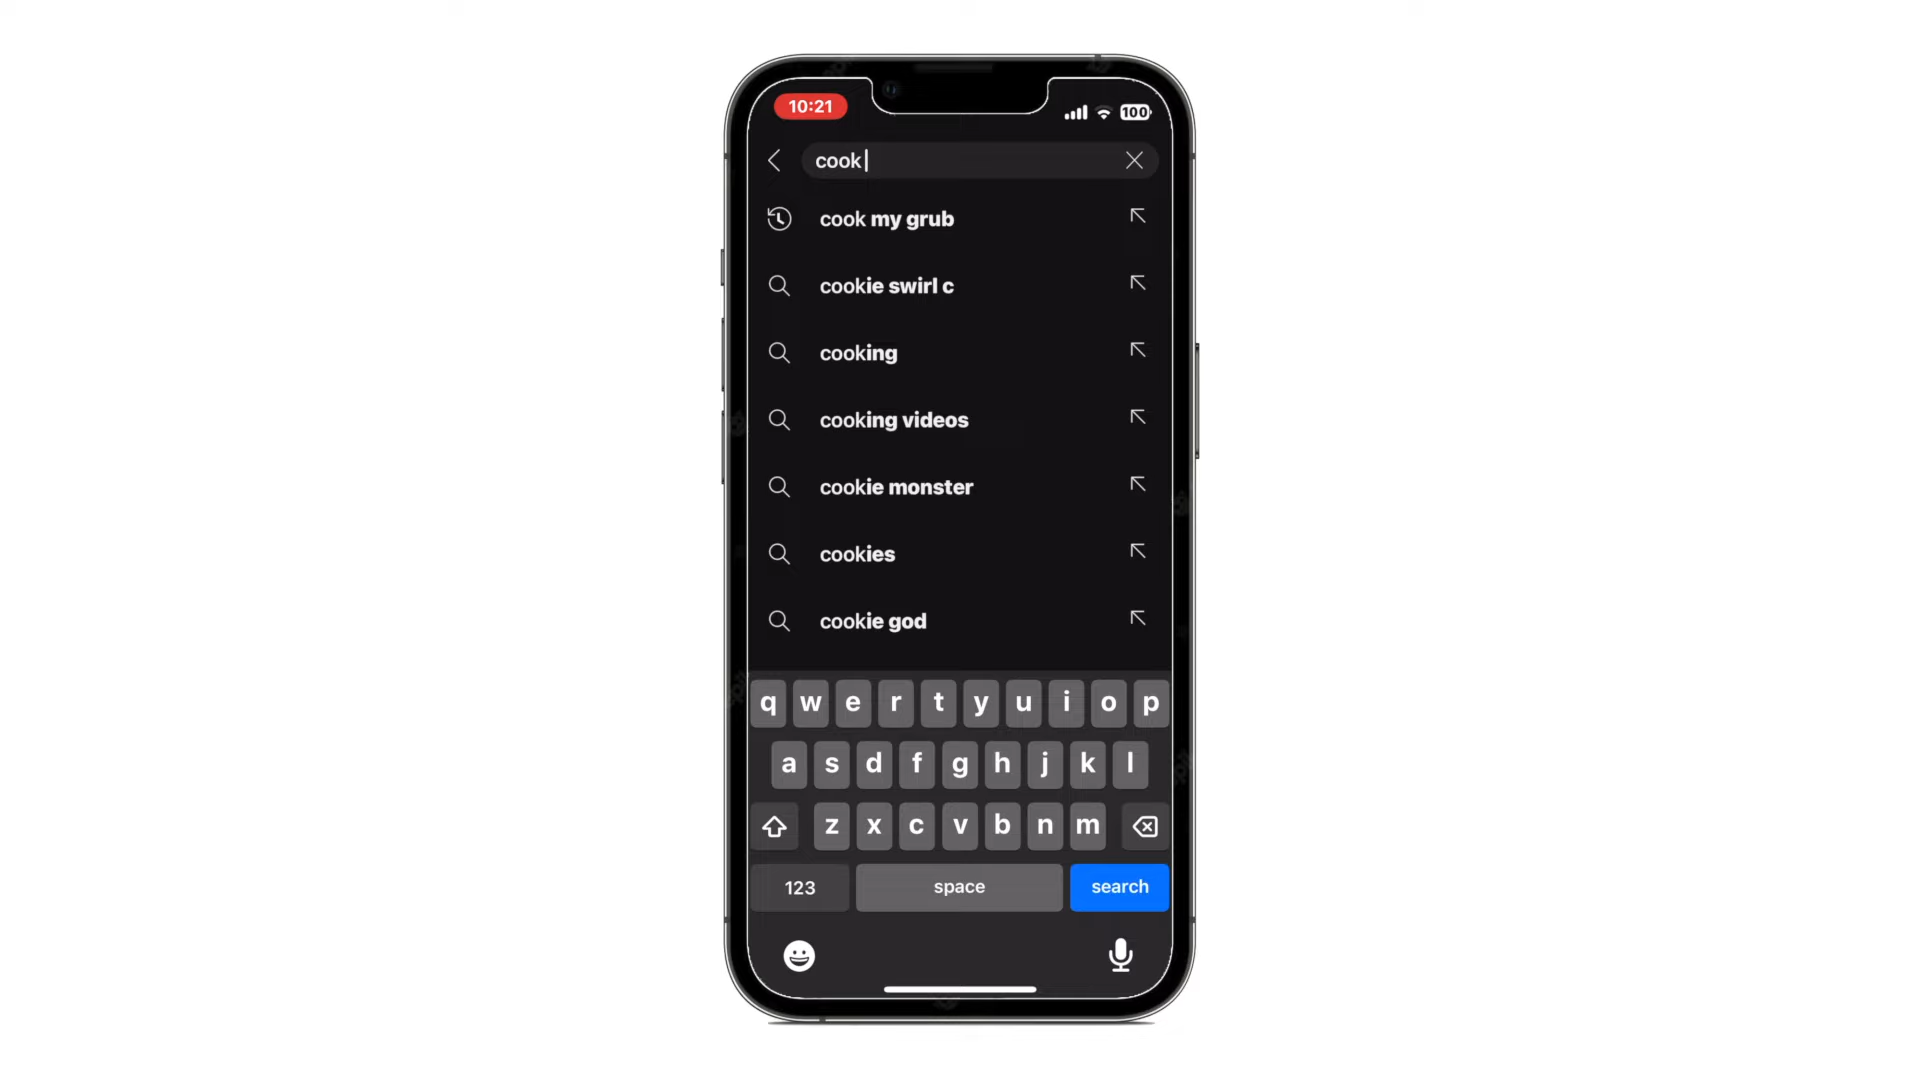 10:21
100
cook
cook my grub
cookie swirl c
cooking
cooking videos
cookie monster
cookies
cookie god
q w e r t y u i o p
a s d f g h j k l
z x c v b n m
123 space search